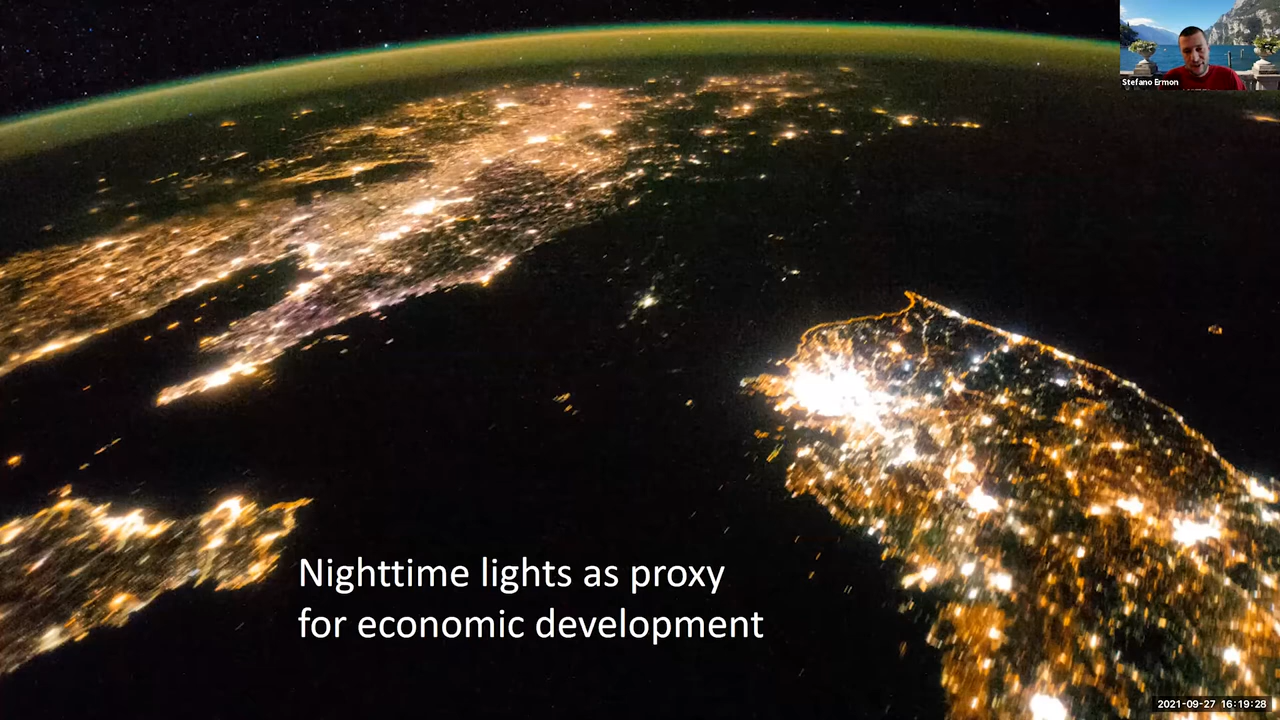 Stefano Ermon
Nighttime lights as proxy
for economic development
2021-09-27 16:19:28